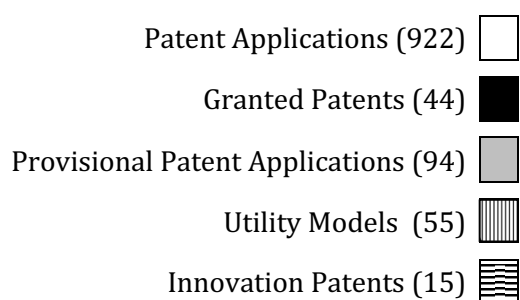 Patent Applications (922)
Granted Patents (44)
Provisional Patent Applications (94)
Utility Models  (55)
Innovation Patents (15)